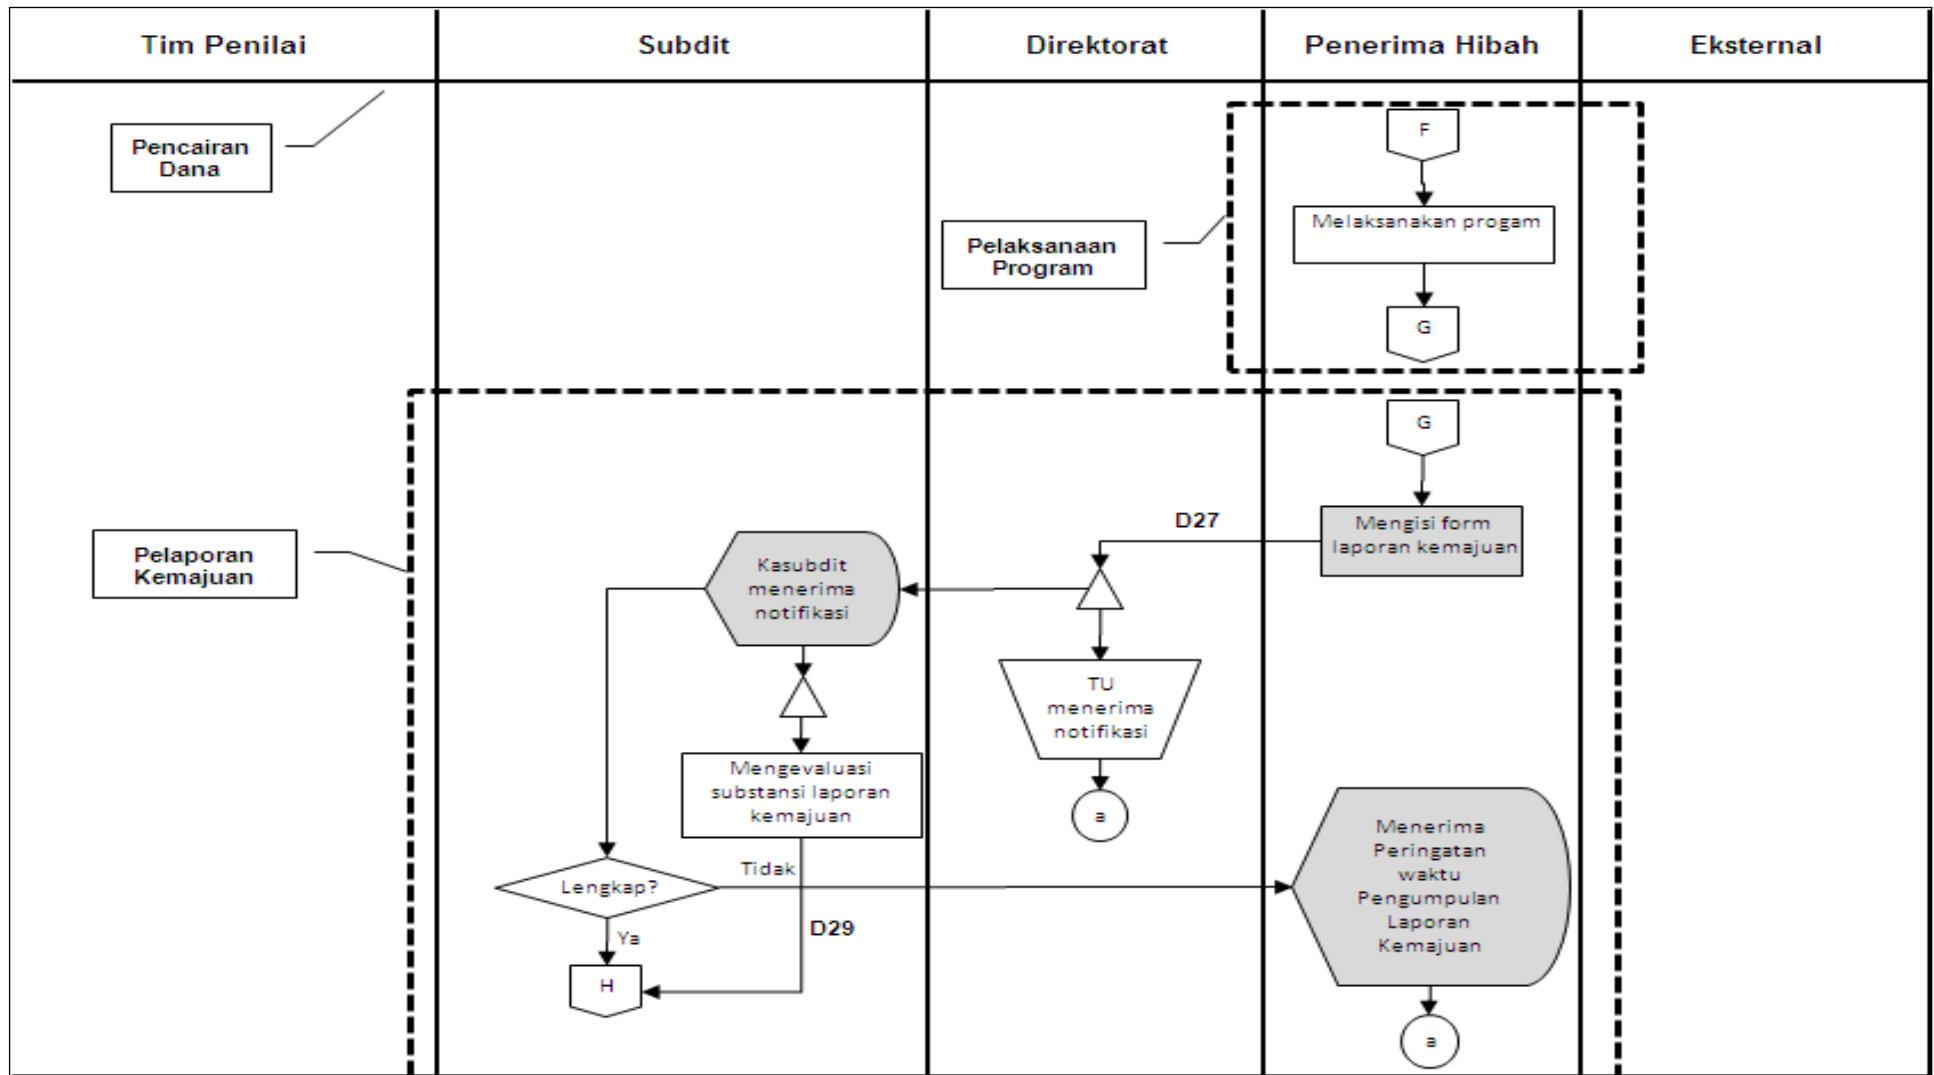 Tim Penilai
Subdit
Direktorat
Penerima Hibah
Eksternal
Pencairan
Dana
F
Melaksanakan progam
Pelaksanaan
Program
G
G
D27
Mengisi form
laporan kemajuan
Pelaporan
Kemajuan
Kasubdit
menerima
notifikasi
TU
menerima
notifikasi
a
Mengevaluasi
substansi laporan
kemajuan
Menerima
Peringatan
waktu
Pengumpulan
Laporan
Kemajuan
Tidak
Lengkap?
D29
Ya
H
a